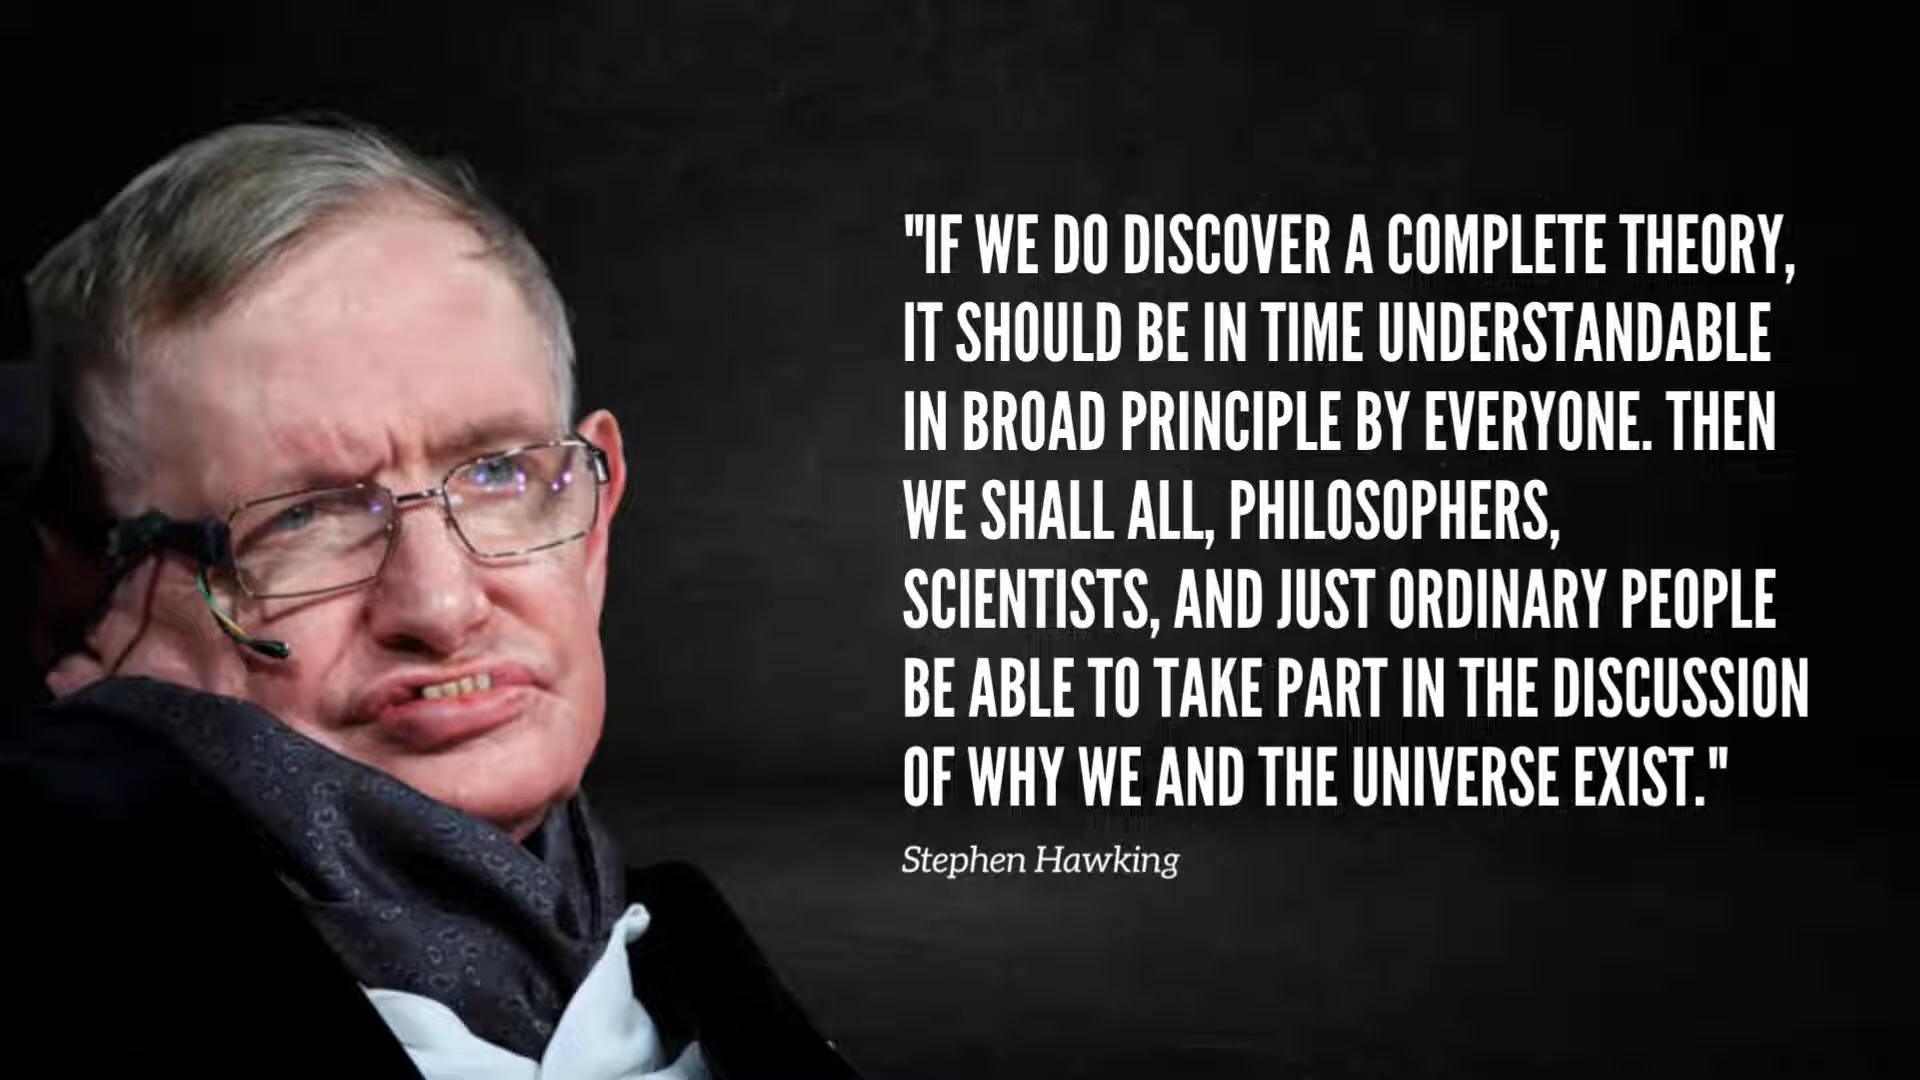 "IF WE DO DISCOVER A COMPLETE THEORY,
IT SHOULD BE IN TIME UNDERSTANDABLE
IN BROAD PRINCIPLE BY EVERYONE. THEN
WE SHALL ALL, PHILOSOPHERS,
SCIENTISTS, AND JUST ORDINARY PEOPLE
BE ABLE TO TAKE PART IN THE DISCUSSION
OF WHY WE AND THE UNIVERSE EXIST."
Stephen Hawking